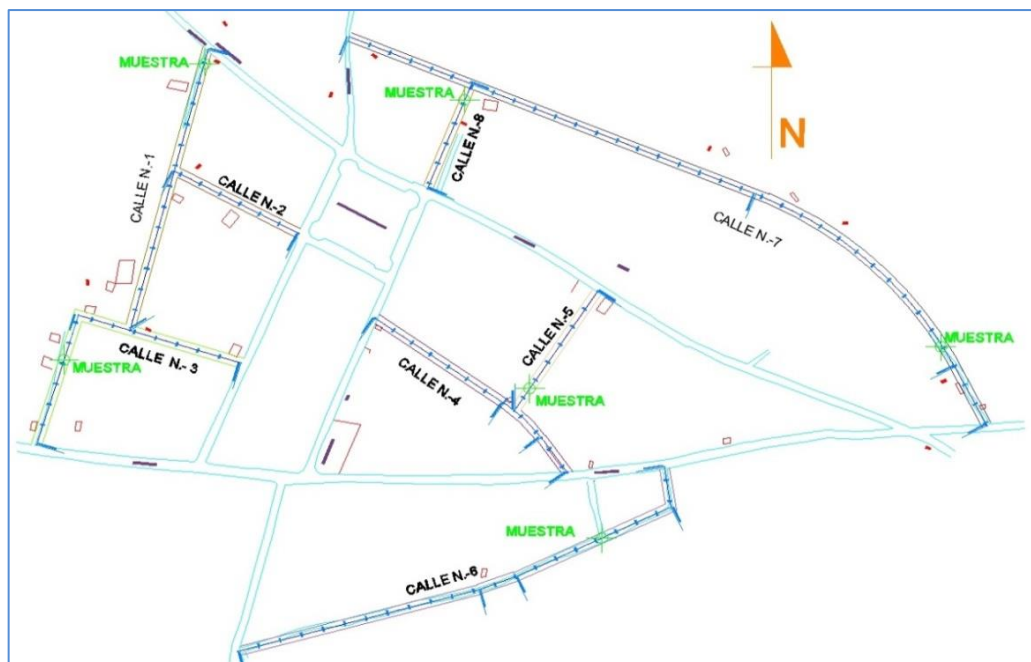 MUESTRA
MUESTRA
N
CALLE N.-8
CALLE N.-1
CALLE N.-2
CALLE N.-7
MUESTRA
CALLE N.-5
CALLE N.- 3
MUESTRA
CALLE N.-4
MUESTRA
MUESTRA
CALLE N.-6